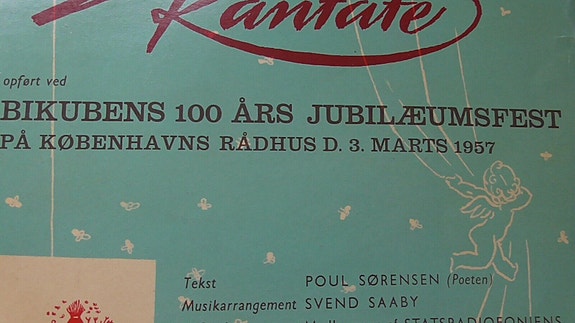 Kantate
opført ved
BIKUBENS 100 ÅRS JUBILÆUMSFEST
PÅ KØBENHAVNS RÅDHUS D. 3. MARTS 1957
Tekst POUL SØRENSEN (Poeten)
Musikarrangement SVEND SAABY
af STATSRADIOFONIENS